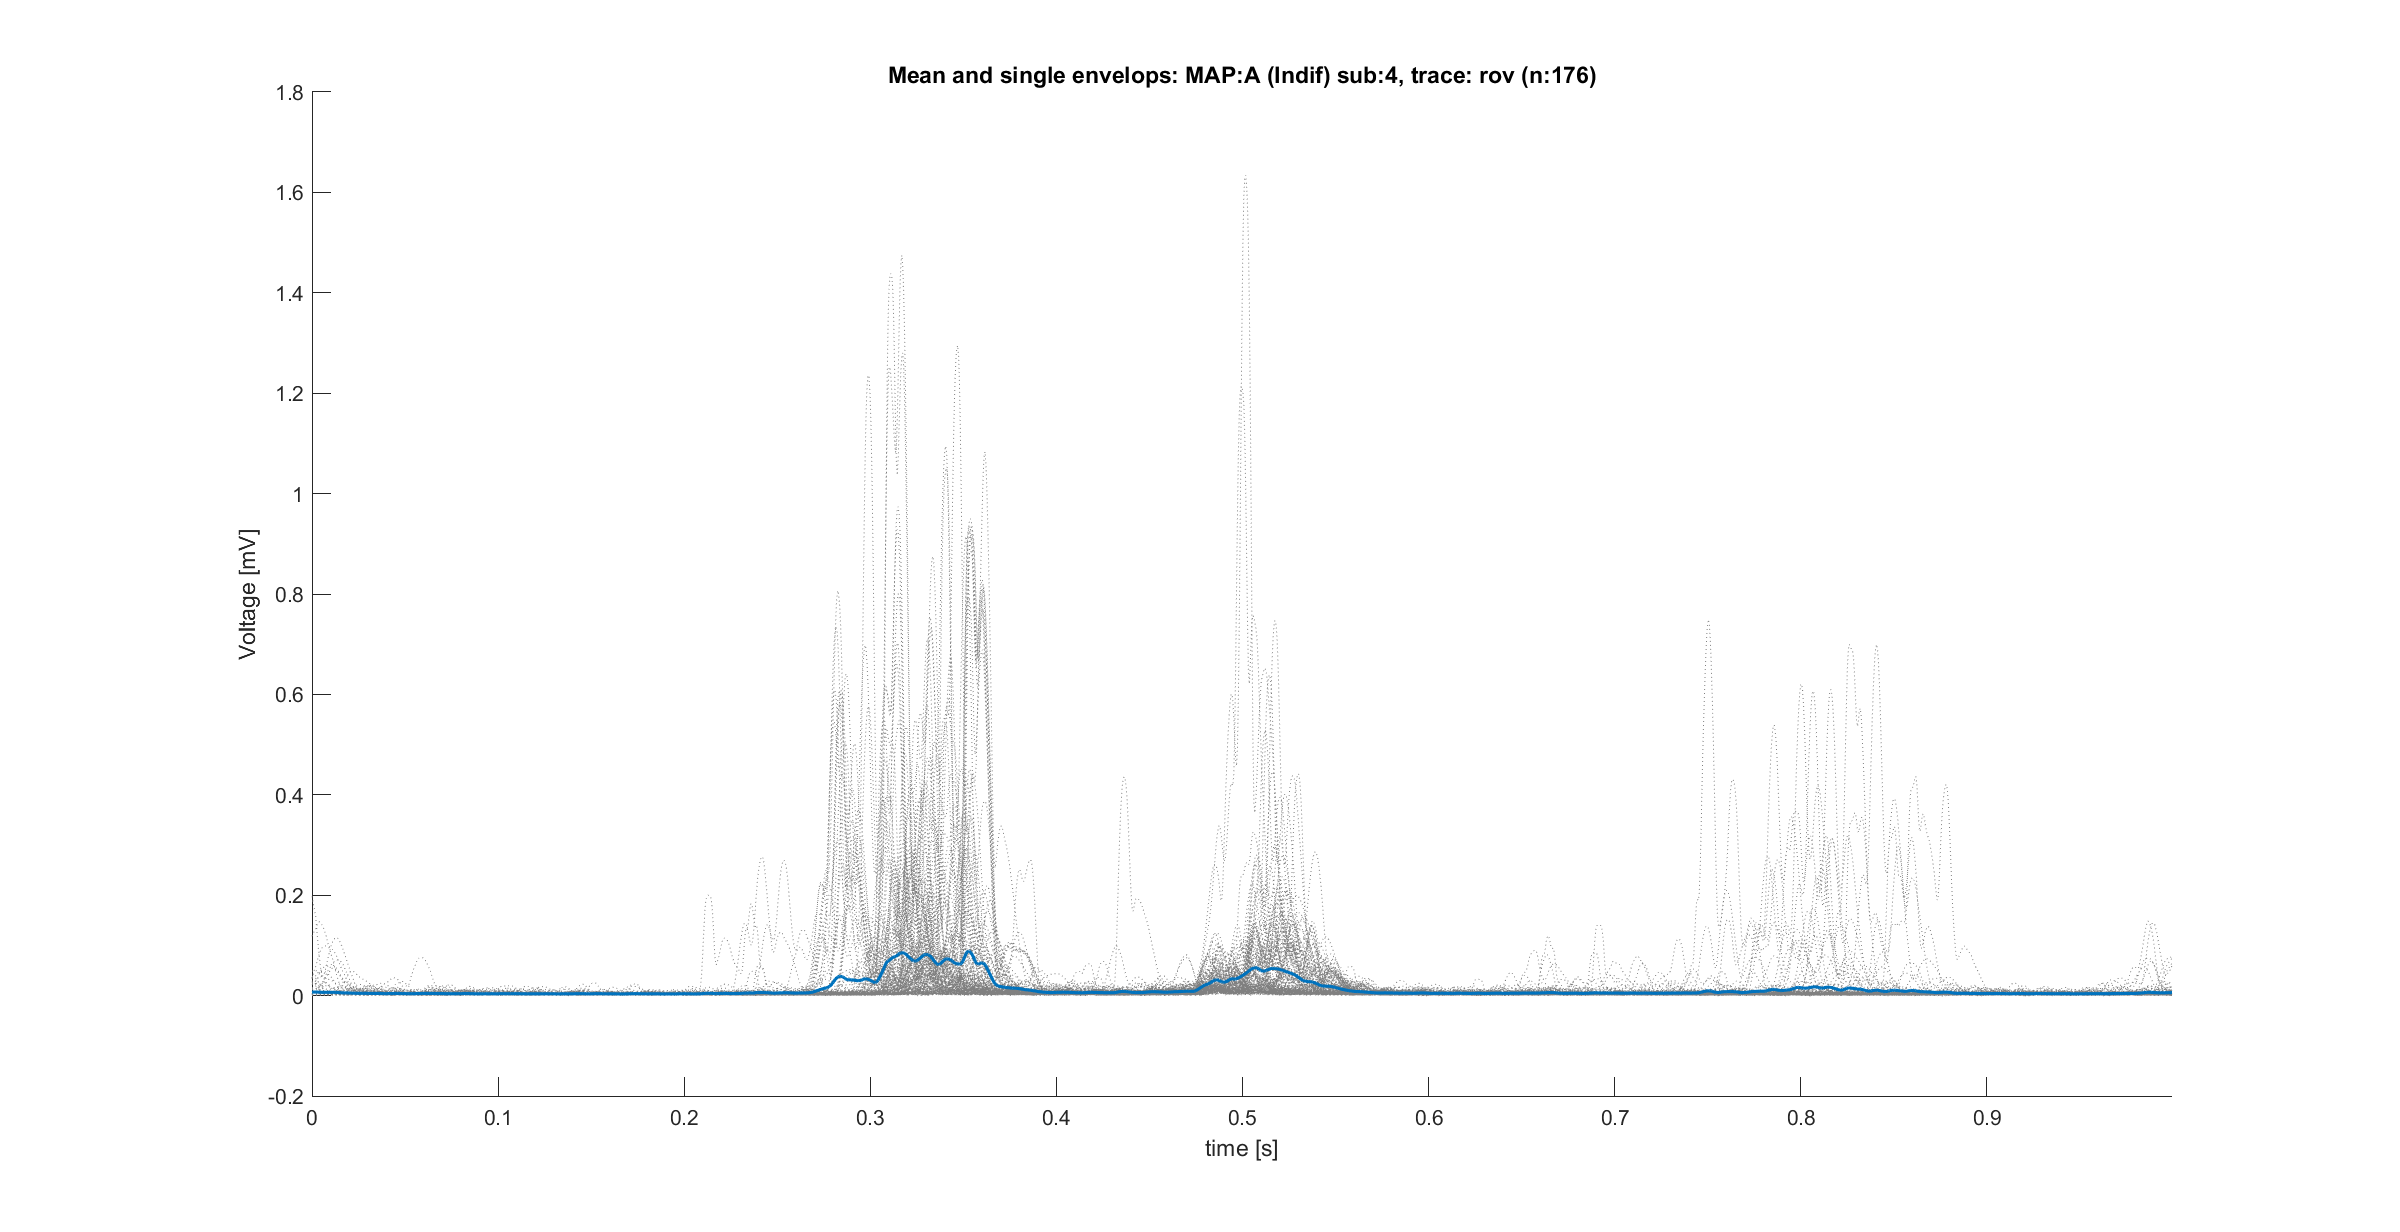 Mean and single envelops: MAP:A (Indif) sub:4, trace: rov (n:176)
1.8
1.6
1.4
1.2
1
0.8
0.6
0.4
0.2
0
-0.2
Voltage [mV]
0 0.1 0.2 0.3 0.4 0.5 0.6 0.7 0.8 0.9
time [s]